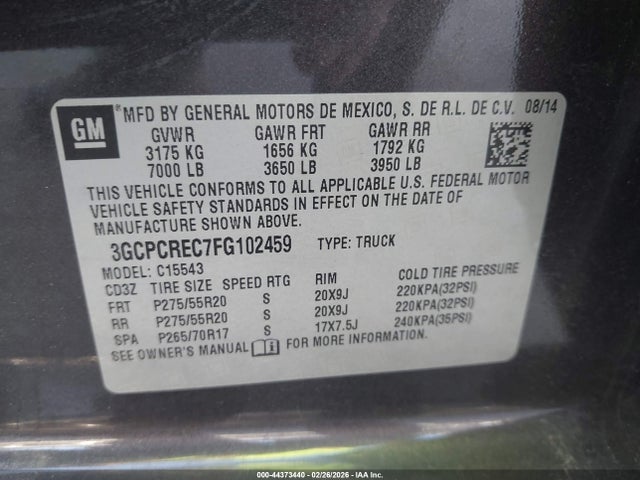 GM
MFD BY GENERAL MOTORS DE MEXICO, S. DE R.L. DE C.V. 08/14
GVWR GAWR FRT GAWR RR
3175 KG 1656 KG 1792 KG
7000 LB 3650 LB 3950 LB
THIS VEHICLE CONFORMS TO ALL APPLICABLE U.S. FEDERAL MOTOR
VEHICLE SAFETY STANDARDS IN EFFECT ON THE DATE OF
MANUFACTURE SHOWN ABOVE.
3GCPCREC7FG102459 TYPE: TRUCK
MODEL: C15543
CD3Z TIRE SIZE SPEED RTG RIM COLD TIRE PRESSURE
FRT P275/55R20 S 20X9J 220KPA(32PSI)
RR P275/55R20 S 20X9J 220KPA(32PSI)
SPA P265/70R17 S 17X7.5J 240KPA(35PSI)
SEE OWNER'S MANUAL FOR MORE INFORMATION.
000-44373440 - 02/26/2026 - IAA Inc.